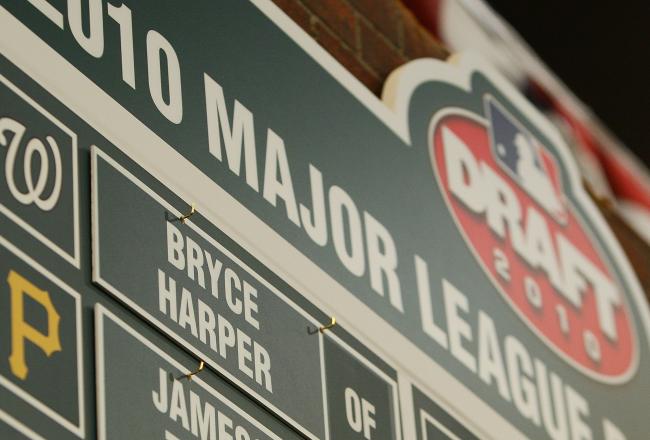 2010 MAJOR LEAGUE
DRAFT
2010
W
BRYCE
HARPER
OF
P
JAMES